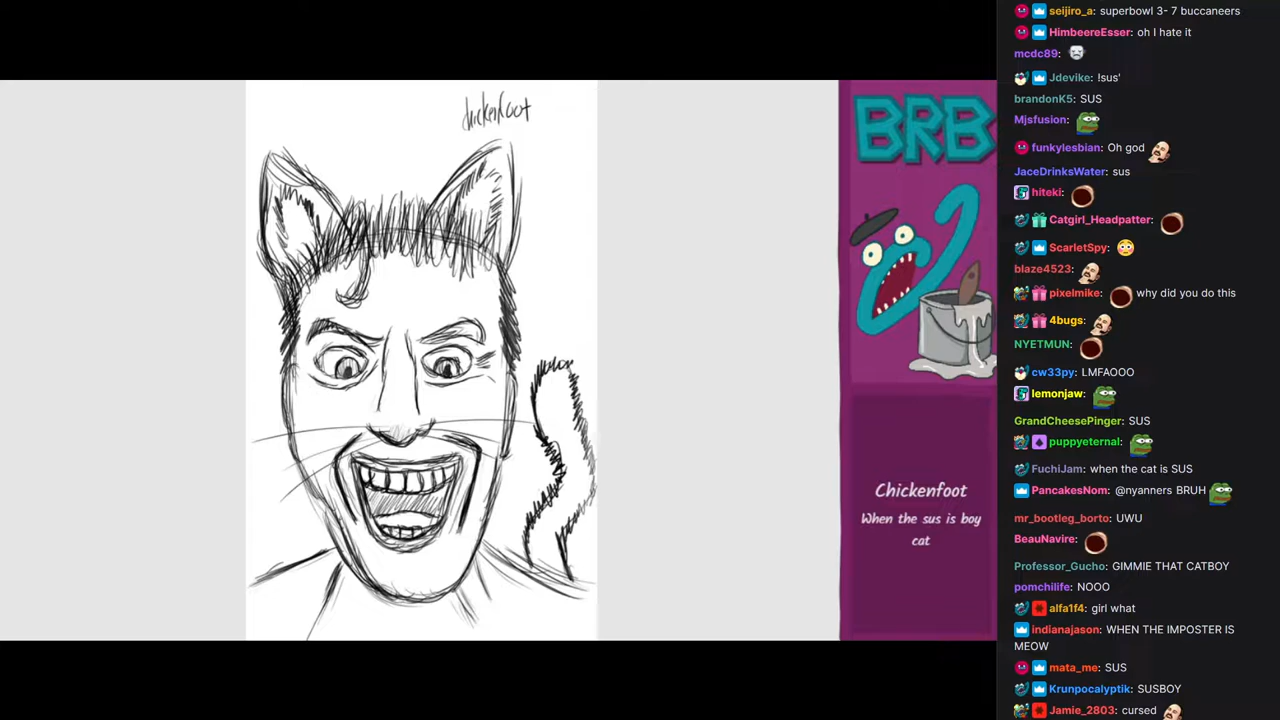 chickenfoot
BRB
Chickenfoot
When the sus is boy
cat
seijiro_a: superbowl 3- 7 buccaneers
HimbeereEsser: oh I hate it
mcdc89:
Jdevike: !sus'
brandonK5: SUS
Mjsfusion:
funkylesbian: Oh god
JaceDrinksWater: sus
hiteki:
Catgirl_Headpatter:
ScarletSpy:
blaze4523:
pixelmike: why did you do this
4bugs:
NYETMUN:
cw33py: LMFAOOO
lemonjaw:
GrandCheesePinger: SUS
puppyeternal:
FuchiJam: when the cat is SUS
PancakesNom: @nyanners BRUH
mr_bootleg_borto: UWU
BeauNavire:
Professor_Gucho: GIMMIE THAT CATBOY
pomchilife: NOOO
alfa1f4: girl what
indianajason: WHEN THE IMPOSTER IS
MEOW
mata_me: SUS
Krunpocalyptik: SUSBOY
Jamie_2803: cursed